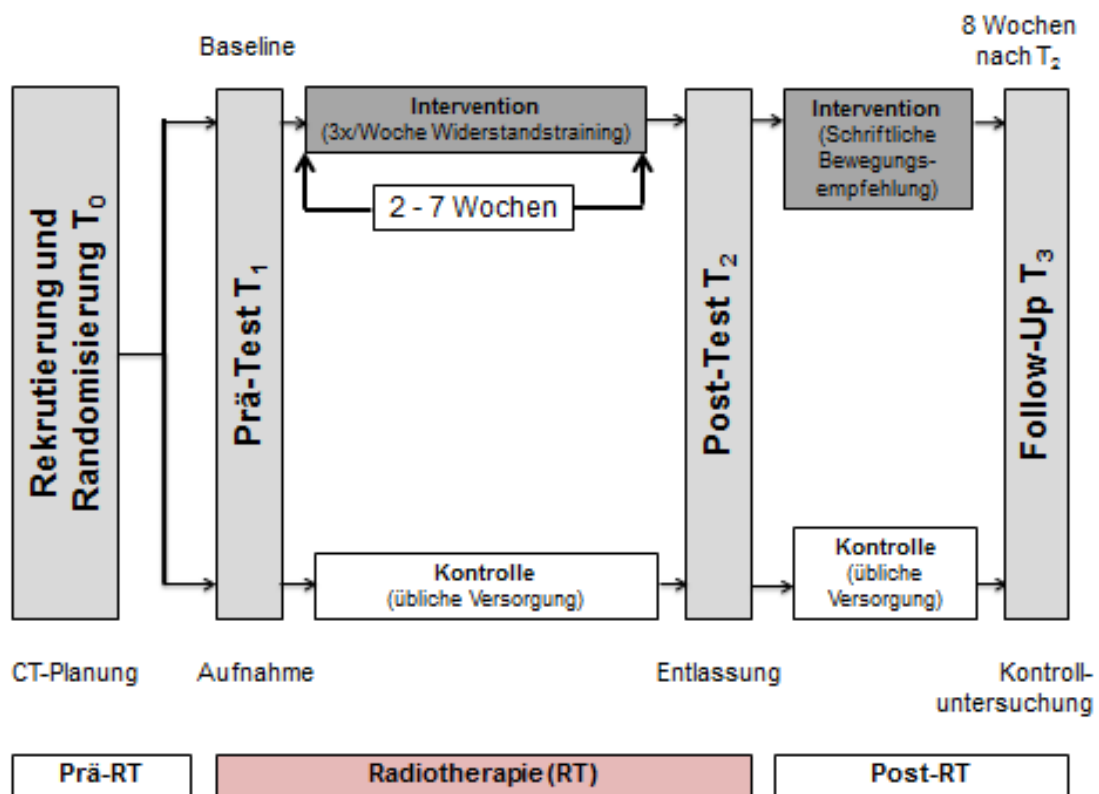 Baseline
8 Wochen
nach T₂
Rekrutierung und
Randomisierung T₀
Prä-Test T₁
Intervention
(3x/Woche Widerstandstraining)
2 - 7 Wochen
Post-Test T₂
Intervention
(Schriftliche
Bewegungs-
empfehlung)
Follow-Up T₃
Kontrolle
(übliche Versorgung)
Kontrolle
(übliche
Versorgung)
CT-Planung
Aufnahme
Entlassung
Kontroll-
untersuchung
Prä-RT
Radiotherapie (RT)
Post-RT